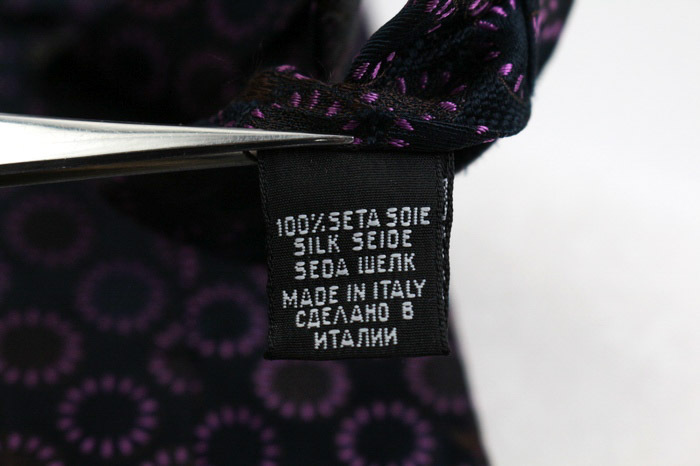 100% SETA SOIE
SILK SEIDE
SEDA ШЕЛК
MADE IN ITALY
СДЕЛАНО В
ИТАЛИИ